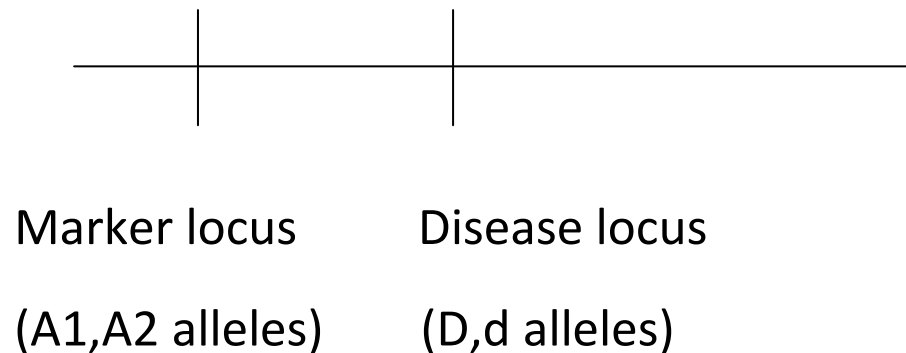 Marker locus Disease locus
(A1,A2 alleles) (D,d alleles)